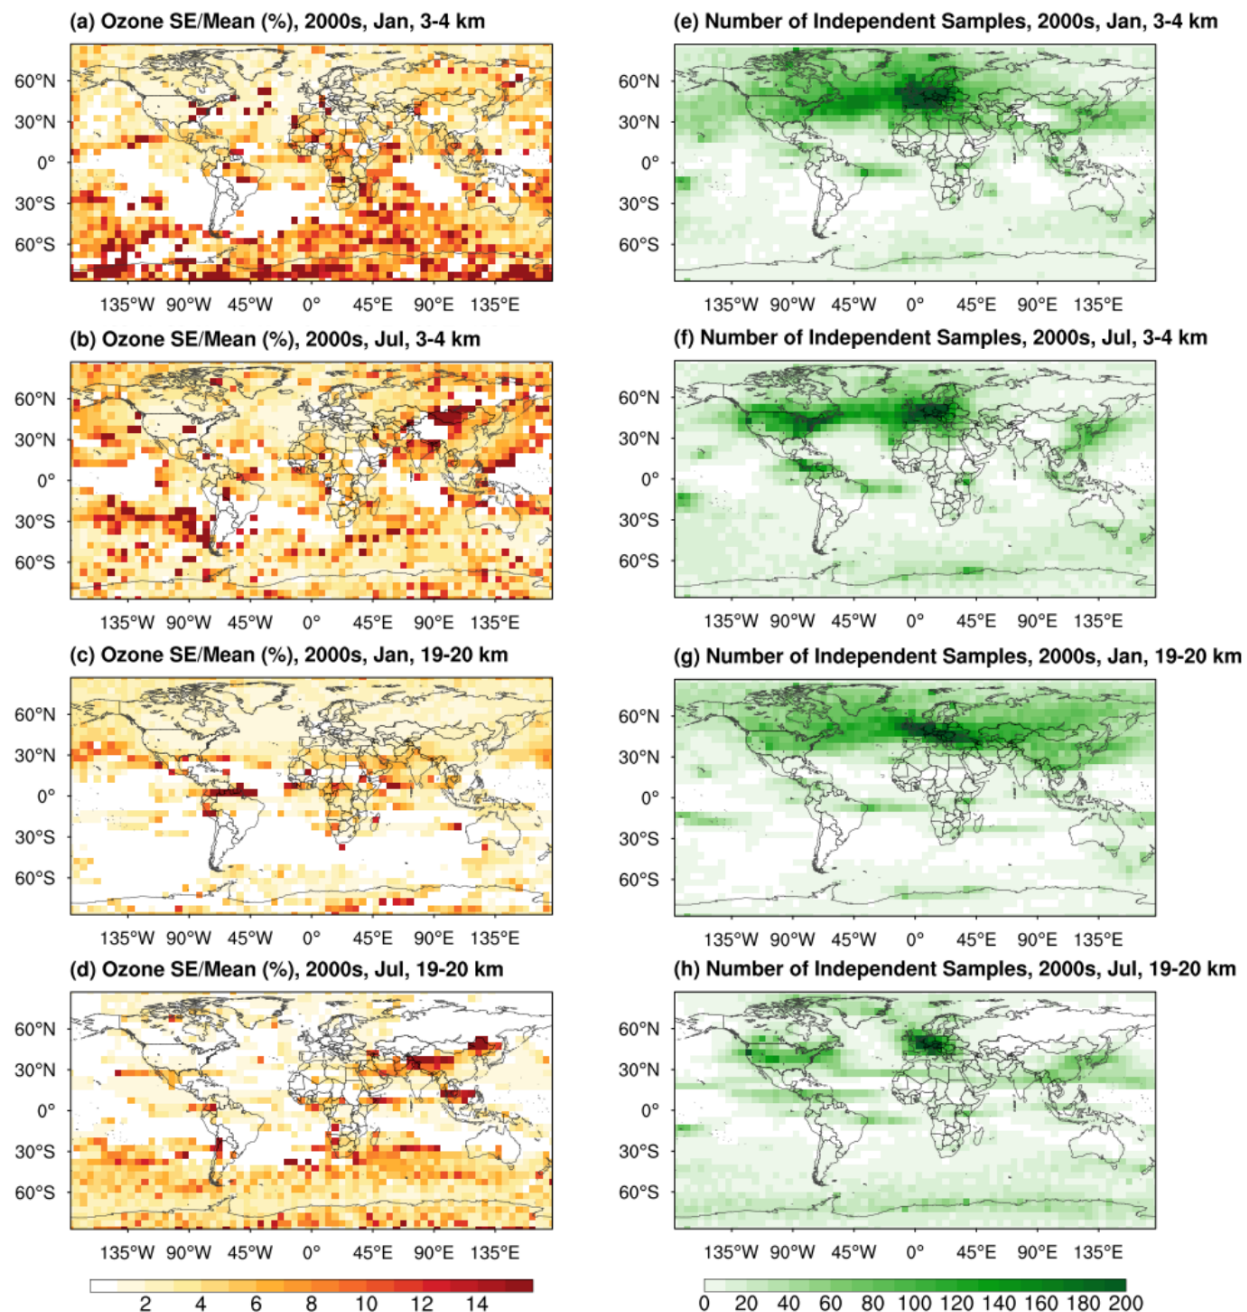 (a) Ozone SE/Mean (%), 2000s, Jan, 3-4 km
60°N
30°N
0°
30°S
60°S
135°W 90°W 45°W 0° 45°E 90°E 135°E
(e) Number of Independent Samples, 2000s, Jan, 3-4 km
60°N
30°N
0°
30°S
60°S
135°W 90°W 45°W 0° 45°E 90°E 135°E
(b) Ozone SE/Mean (%), 2000s, Jul, 3-4 km
60°N
30°N
0°
30°S
60°S
135°W 90°W 45°W 0° 45°E 90°E 135°E
(f) Number of Independent Samples, 2000s, Jul, 3-4 km
60°N
30°N
0°
30°S
60°S
135°W 90°W 45°W 0° 45°E 90°E 135°E
(c) Ozone SE/Mean (%), 2000s, Jan, 19-20 km
60°N
30°N
0°
30°S
60°S
135°W 90°W 45°W 0° 45°E 90°E 135°E
(g) Number of Independent Samples, 2000s, Jan, 19-20 km
60°N
30°N
0°
30°S
60°S
135°W 90°W 45°W 0° 45°E 90°E 135°E
(d) Ozone SE/Mean (%), 2000s, Jul, 19-20 km
60°N
30°N
0°
30°S
60°S
135°W 90°W 45°W 0° 45°E 90°E 135°E
(h) Number of Independent Samples, 2000s, Jul, 19-20 km
60°N
30°N
0°
30°S
60°S
135°W 90°W 45°W 0° 45°E 90°E 135°E
2 4 6 8 10 12 14
0 20 40 60 80 100 120 140 160 180 200